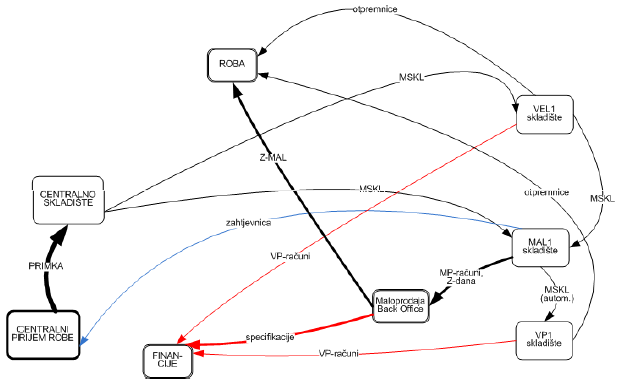 otpremnice
ROBA
MSKL
VEL1
skladište
Z-MAL
CENTRALNO
SKLADIŠTE
MSKL
otpremnice
MSKL
zahtjevnica
MAL1
skladište
VP-računi
PRIMKA
MP-računi,
Z-dana
MSKL
(autom.)
Maloprodaja
Back Office
CENTRALNI
PIRIJEM ROBE
specifikacije
VP1
skladište
FINAN-
CIJE
VP-računi